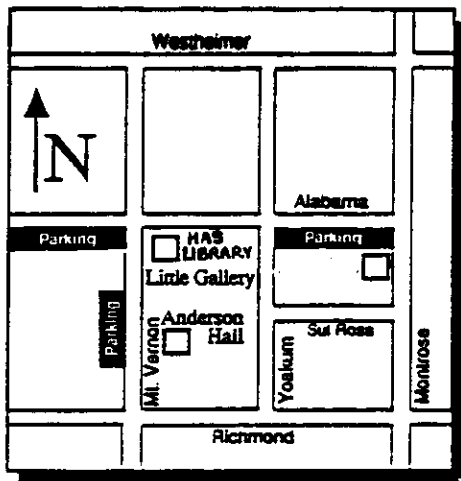 Westheimer
N
Alabama
Parking
HAS
LIBRARY
Little Gallery
Parking
Parking
Mt. Vernon
Anderson
Hall
Yoakum
Sul Ross
Montrose
Richmond